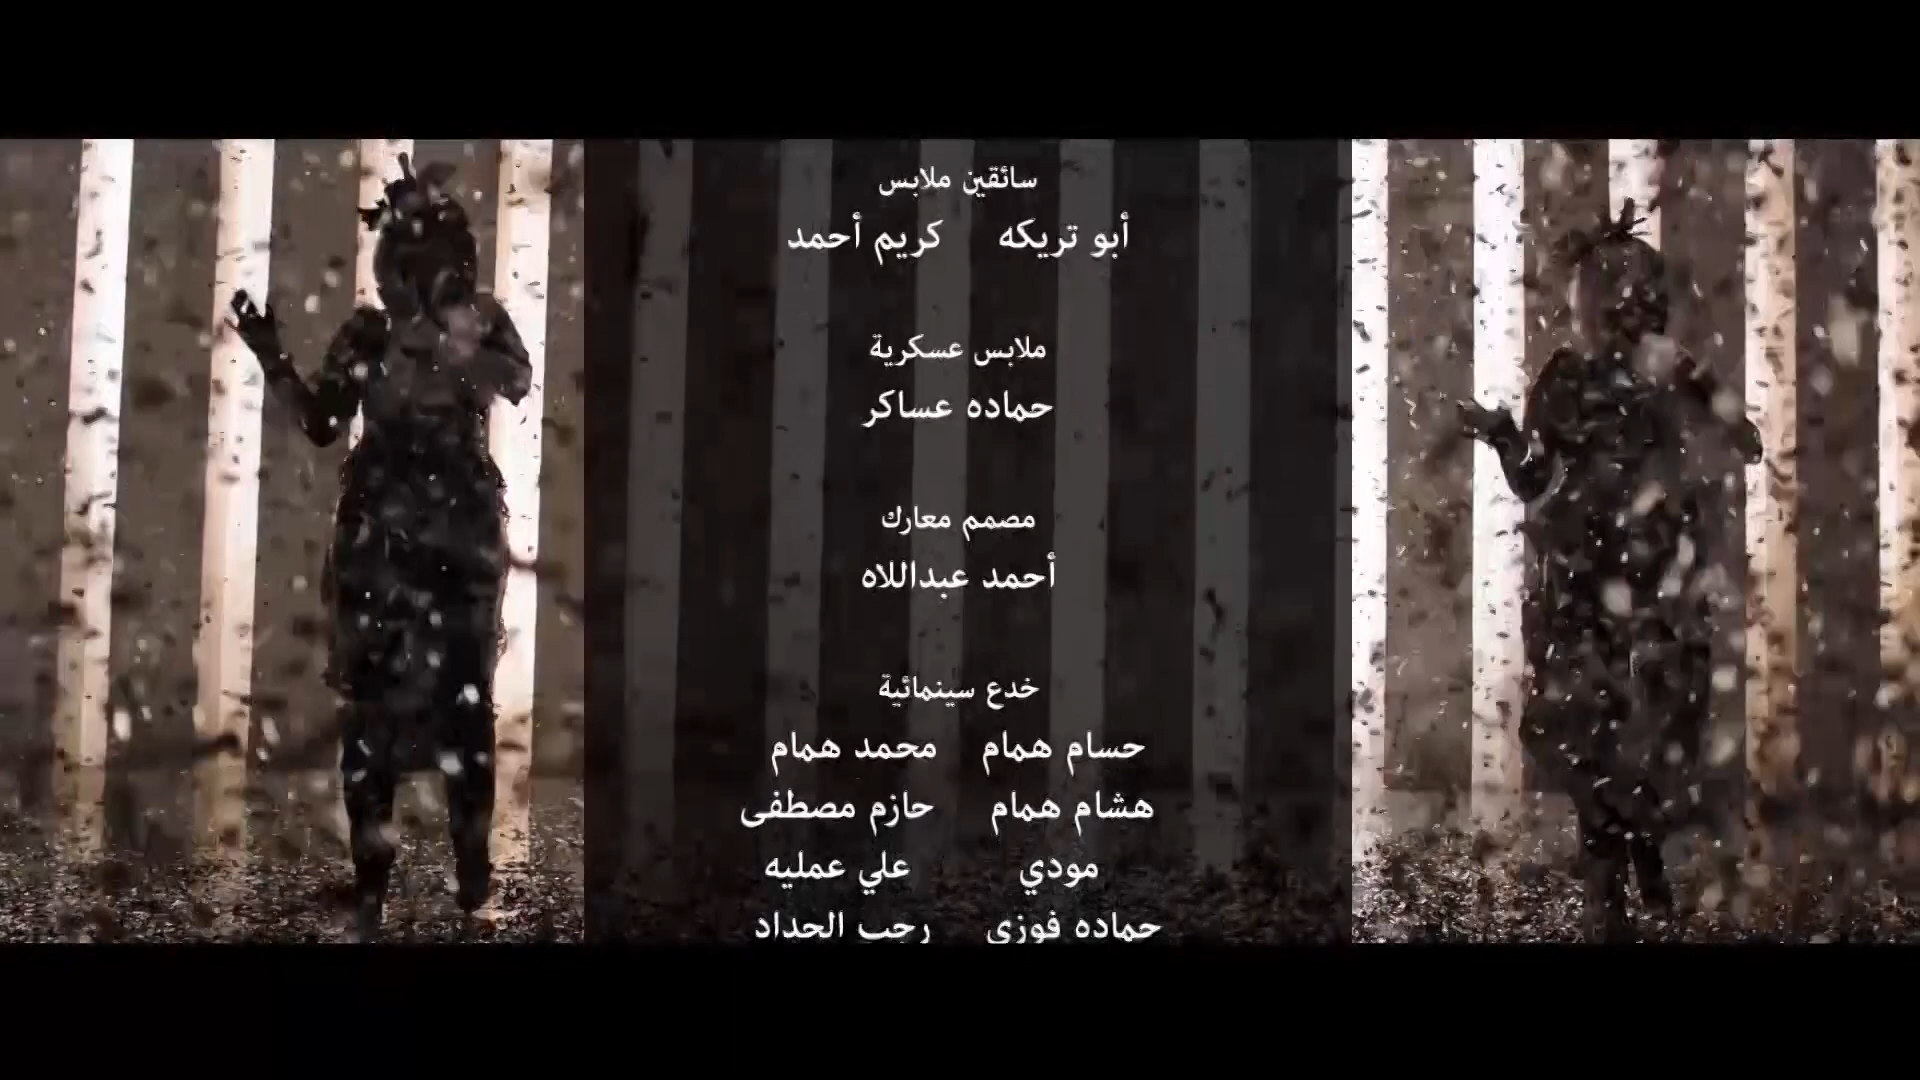 سائقين ملابس
أبو تريكه كريم أحمد
ملابس عسكرية
حماده عساكر
مصمم معارك
أحمد عبداللاه
خدع سينمائية
حسام همام محمد همام
هشام همام حازم مصطفى
مودي علي عمليه
حماده فوزي رجب الحداد